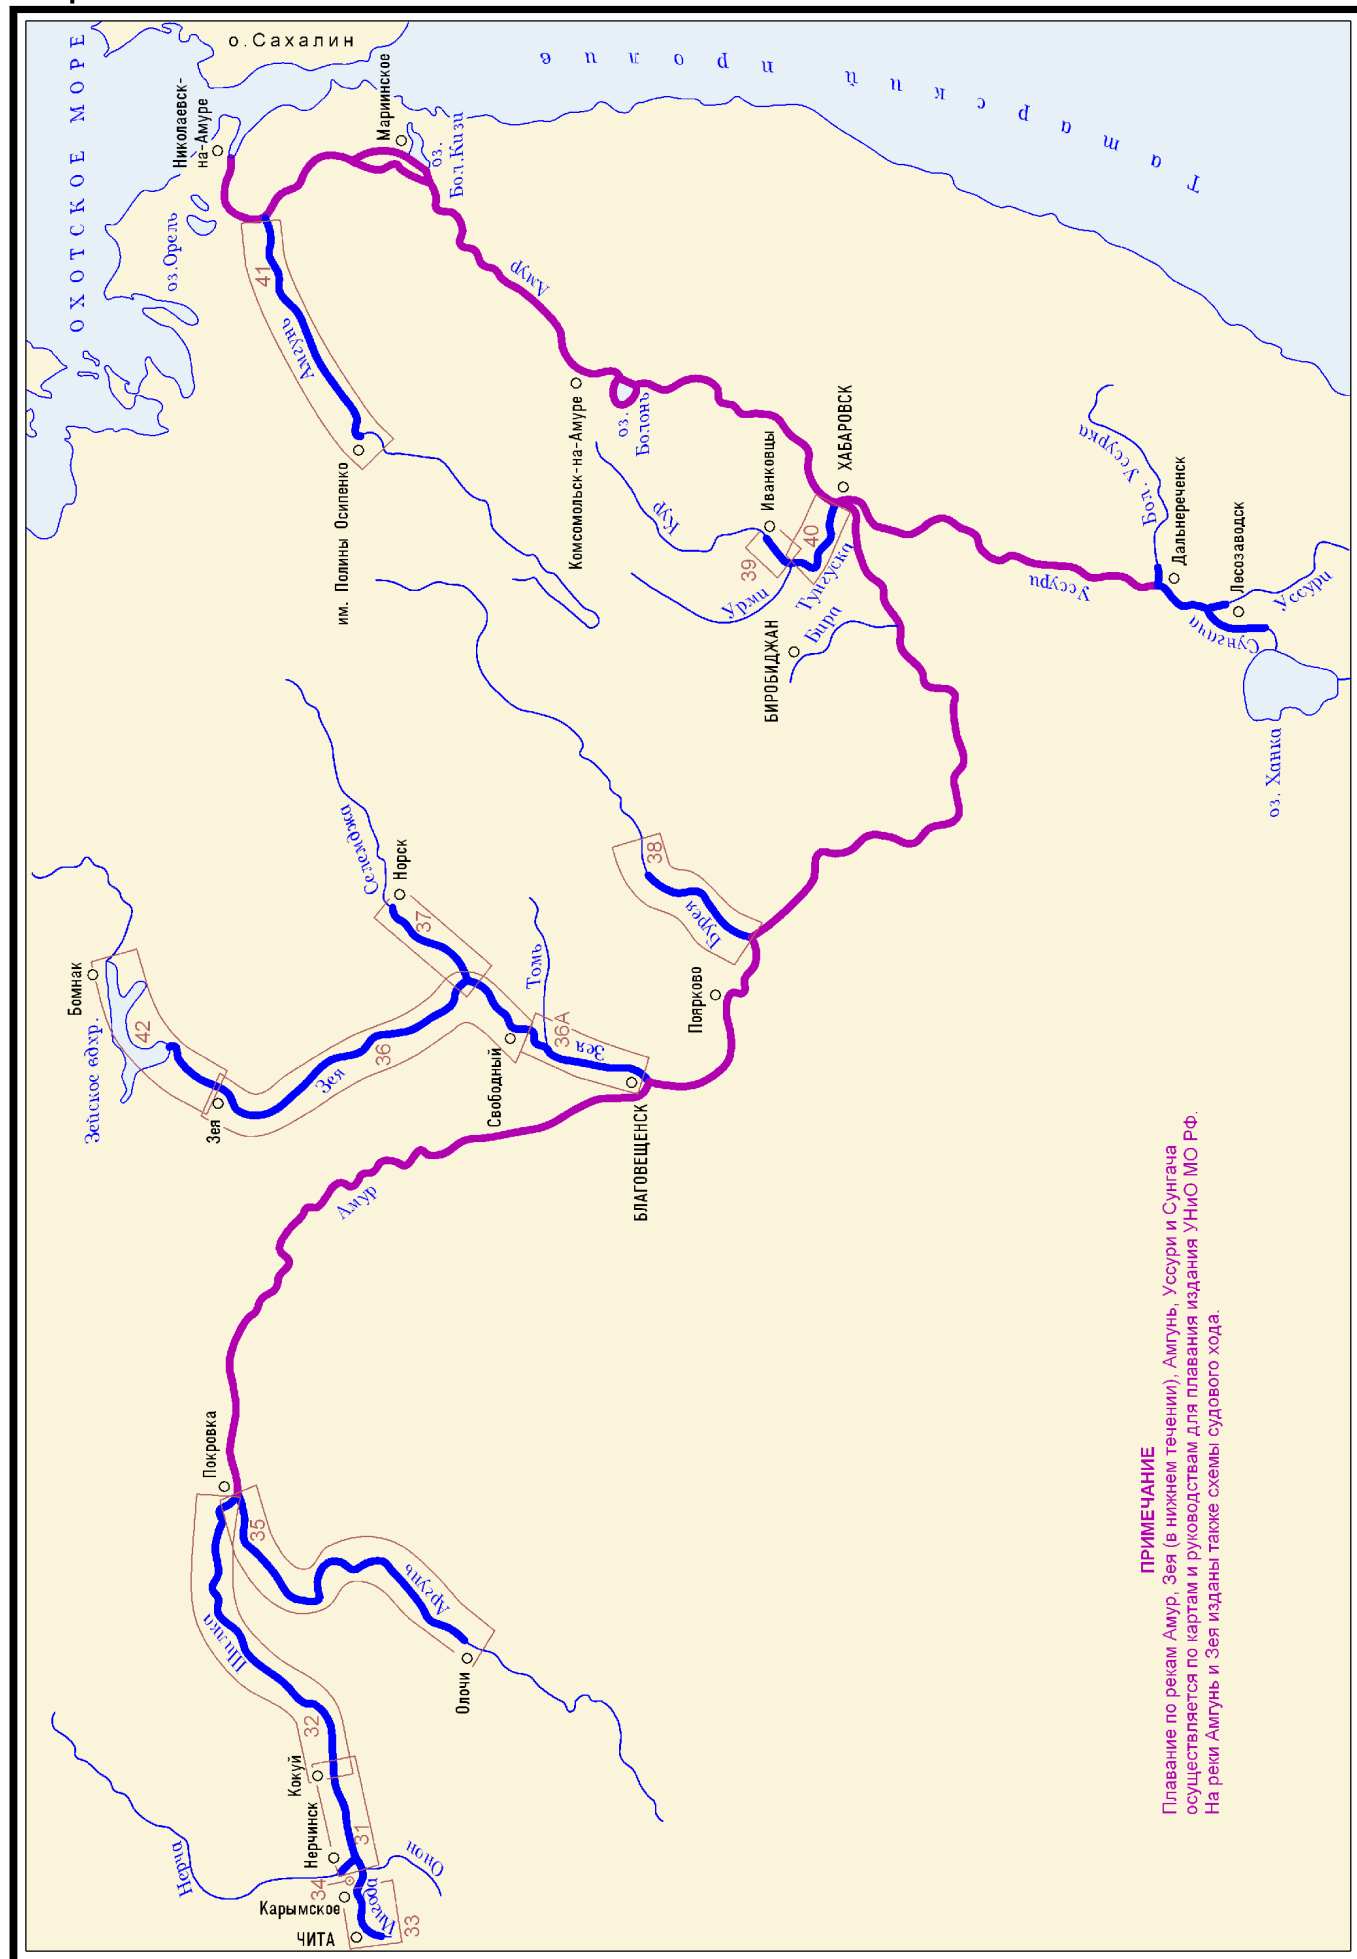 ОХОТСКОЕ МОРЕ
о.Сахалин
Татарский пролив
Николаевск-
на-Амуре
Мариинское
оз.
Бол.Кизи
оз.Орель
41
Амгунь
Амур
им. Полины Осипенко
Комсомольск-на-Амуре
оз.
Болонь
Кур
Иванковцы
ХАБАРОВСК
39
40
Урми
Тунгуска
БИРОБИДЖАН
Бира
Бол. Уссурка
Дальнереченск
Лесозаводск
Уссури
Уссури
Сунгача
оз. Ханка
Селемджа
Норск
37
38
Бурея
Томь
Бомнак
42
Зейское вдхр.
Зея
Зея
36
Свободный
36А
Зея
Поярково
БЛАГОВЕЩЕНСК
Амур
Покровка
35
Аргунь
Олочи
Шилка
32
Кокуй
Нерчинск
31
Нерча
Онон
34
Карымское
Ингода
33
ЧИТА
ПРИМЕЧАНИЕ
Плавание по рекам Амур, Зея (в нижнем течении), Амгунь, Уссури и Сунгача
осуществляется по картам и руководствам для плавания издания УНиО МО РФ.
На реки Амгунь и Зея изданы также схемы судового хода.